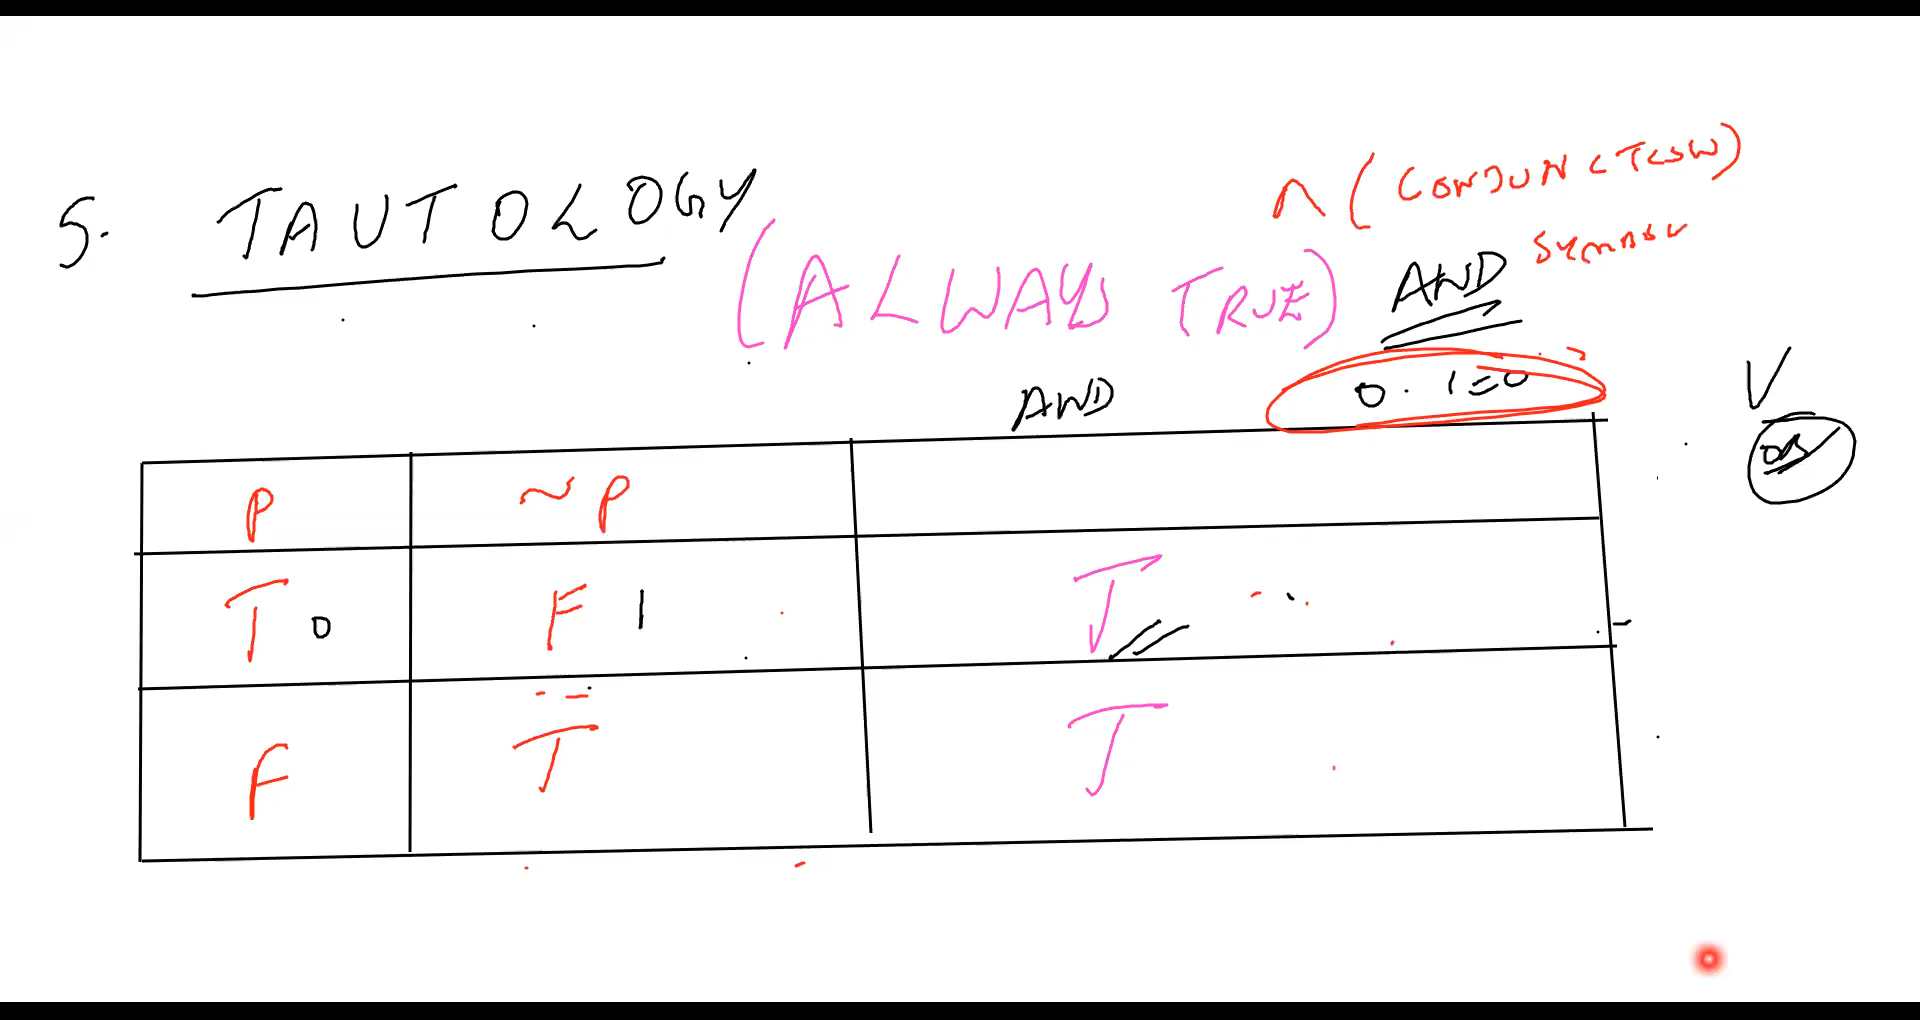 5. TAUTOLOGY
(ALWAYS TRUE)
^ (CONJUNCTION)
SYMBOL
AND
AND
0 . 1 = 0
V
OR
P ~P
T 0 F 1 T
F T T